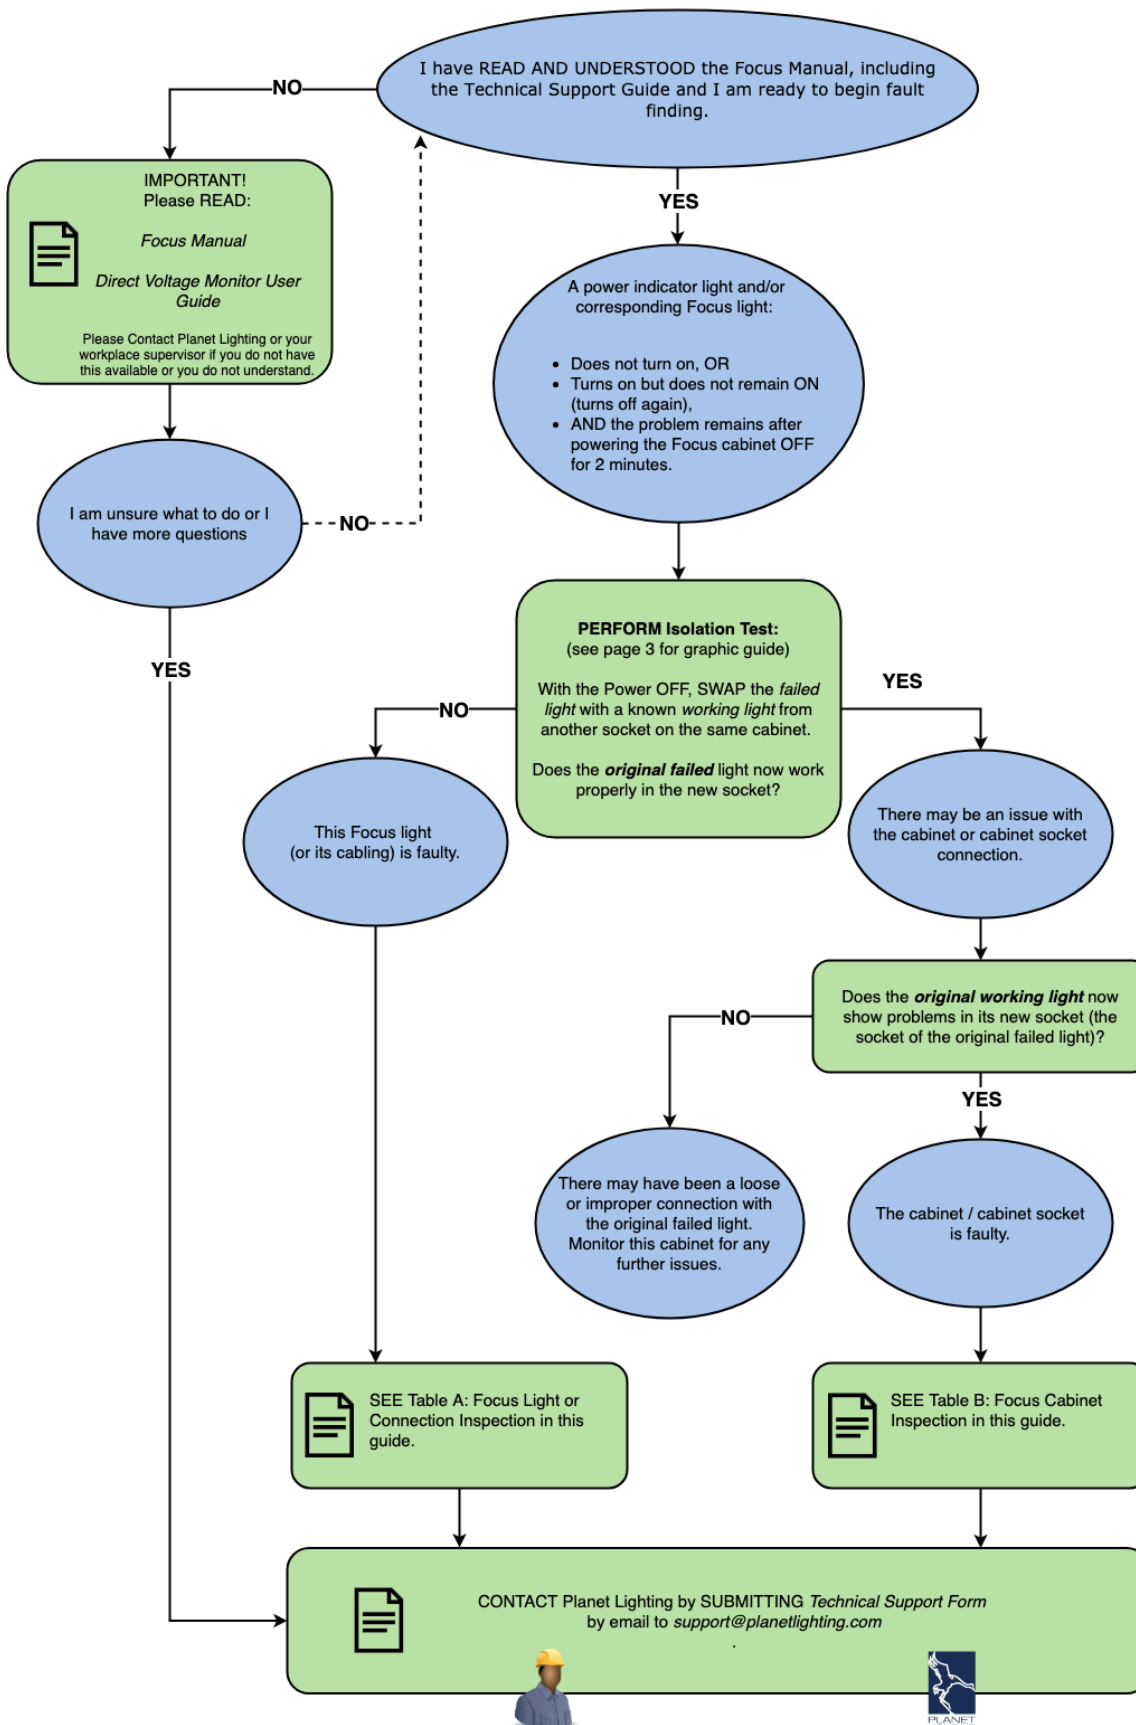 I have READ AND UNDERSTOOD the Focus Manual, including
the Technical Support Guide and I am ready to begin fault
finding.
NO
IMPORTANT!
Please READ:
Focus Manual
Direct Voltage Monitor User
Guide
Please Contact Planet Lighting or your
workplace supervisor if you do not have
this available or you do not understand.
YES
A power indicator light and/or
corresponding Focus light:
• Does not turn on, OR
• Turns on but does not remain ON
(turns off again),
• AND the problem remains after
powering the Focus cabinet OFF
for 2 minutes.
I am unsure what to do or I
have more questions
NO
YES
PERFORM Isolation Test:
(see page 3 for graphic guide)
With the Power OFF, SWAP the failed
light with a known working light from
another socket on the same cabinet.
Does the original failed light now work
properly in the new socket?
NO
YES
This Focus light
(or its cabling) is faulty.
There may be an issue with
the cabinet or cabinet socket
connection.
Does the original working light now
show problems in its new socket (the
socket of the original failed light)?
NO
YES
There may have been a loose
or improper connection with
the original failed light.
Monitor this cabinet for any
further issues.
The cabinet / cabinet socket
is faulty.
SEE Table A: Focus Light or
Connection Inspection in this
guide.
SEE Table B: Focus Cabinet
Inspection in this guide.
CONTACT Planet Lighting by SUBMITTING Technical Support Form
by email to support@planetlighting.com
.
PLANET